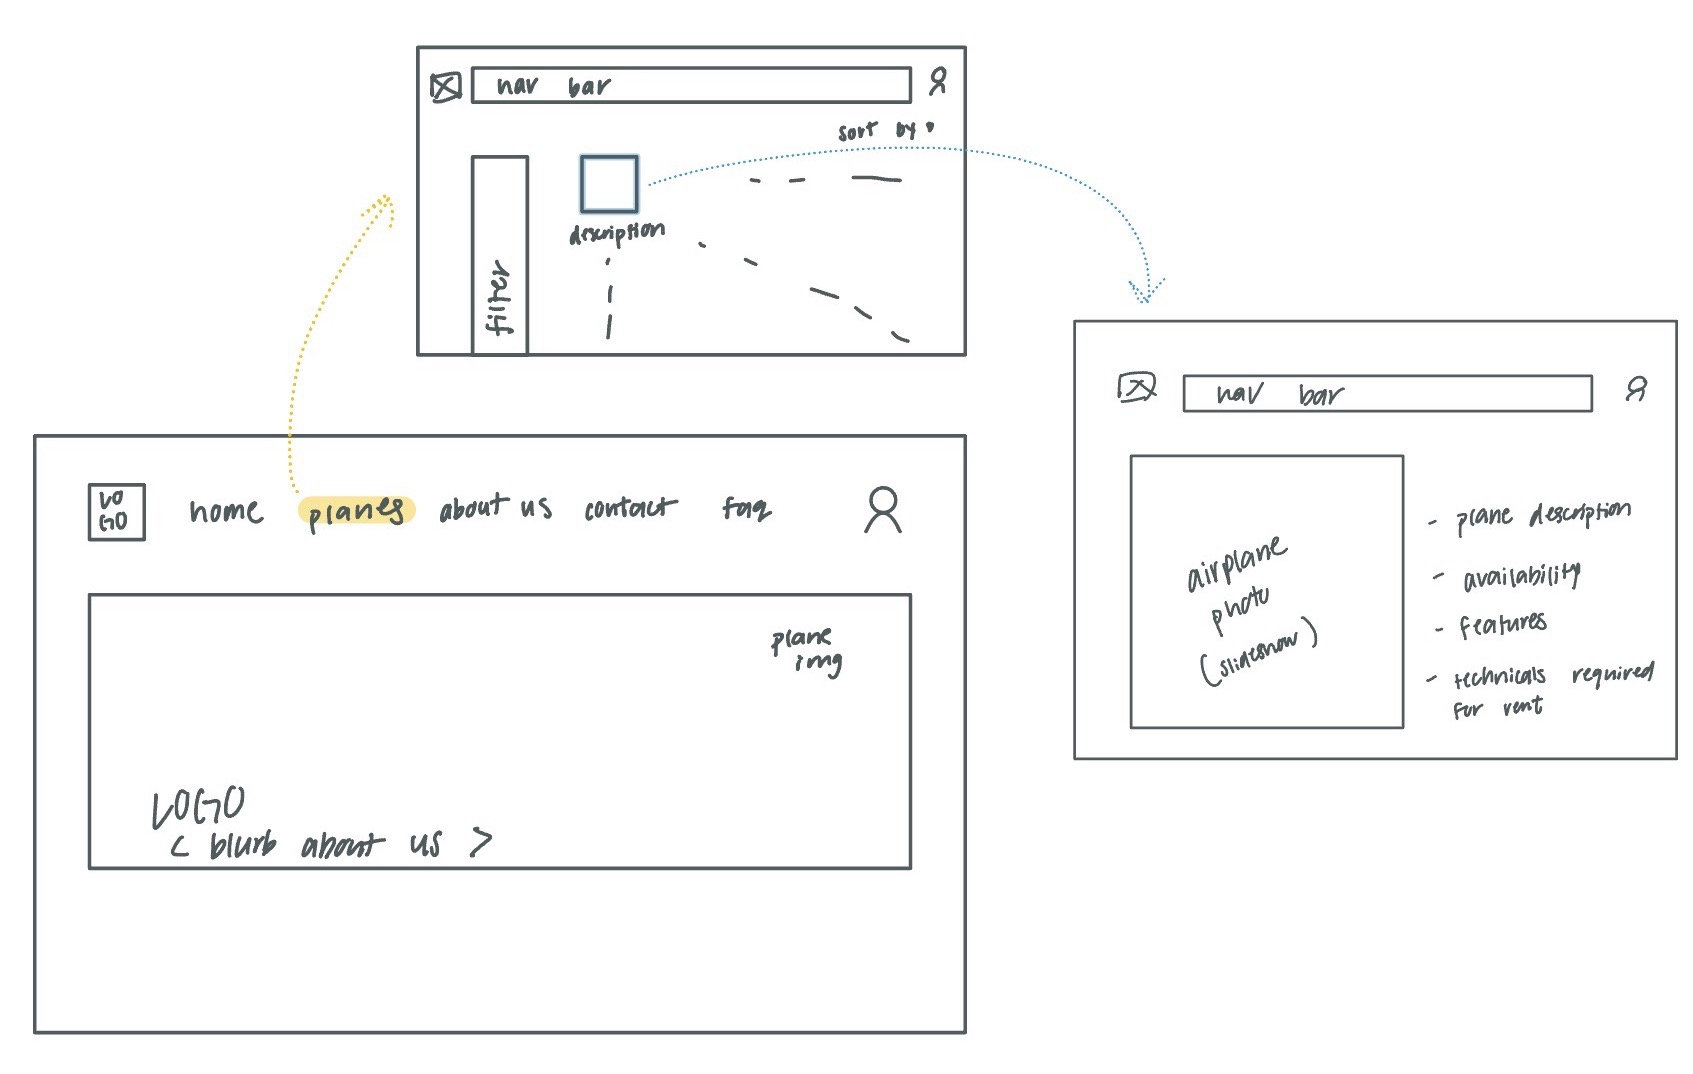 nav bar
sort by
description
filter
LO
GO
home planes about us contact faq
plane
img
LOGO
< blurb about us >
nav bar
airplane
photo
(slideshow)
- plane description
- availability
- features
- technicals required
for rent